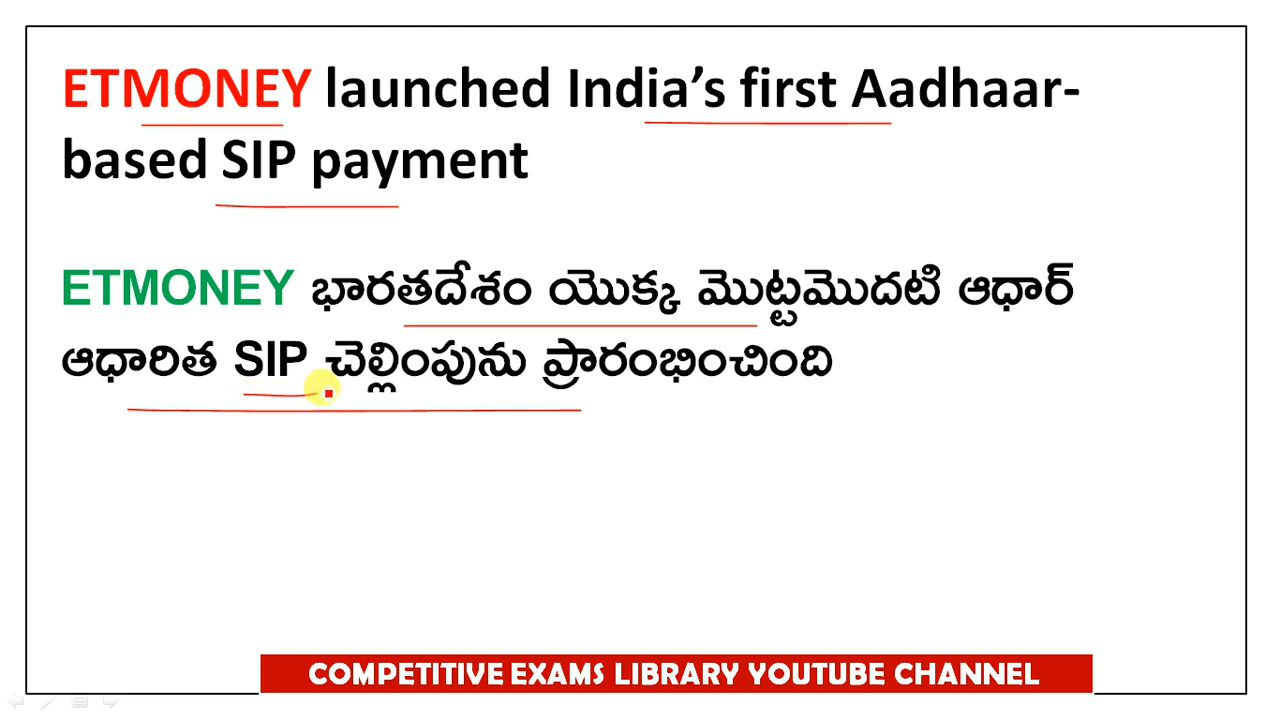 ETMONEY launched India’s first Aadhaar-
based SIP payment
ETMONEY భారతదేశం యొక్క మొట్టమొదటి ఆధార్
ఆధారిత SIP చెల్లింపును ప్రారంభించింది
COMPETITIVE EXAMS LIBRARY YOUTUBE CHANNEL